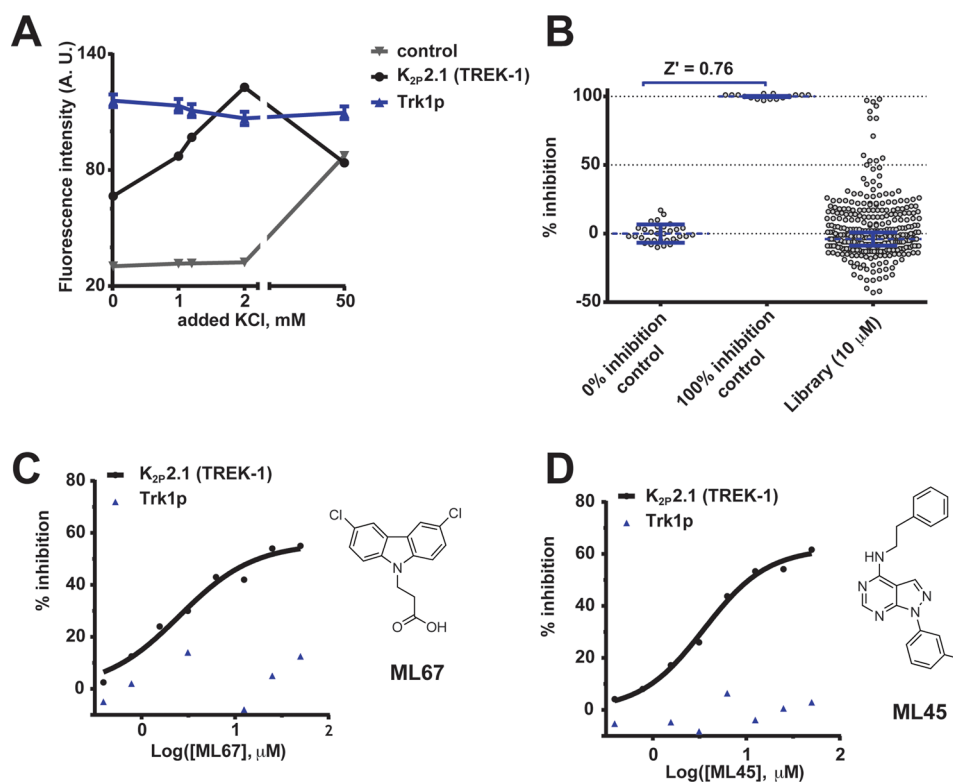 A
control
K2P2.1 (TREK-1)
Trk1p
Fluorescence intensity (A. U.)
140
80
20
0
1
2
50
added KCl, mM
B
Z' = 0.76
% inhibition
100
50
0
-50
0% inhibition
control
100% inhibition
control
Library (10 μM)
C
K2P2.1 (TREK-1)
Trk1p
% inhibition
80
60
40
20
0
0
1
2
Log([ML67], μM)
Cl
Cl
N
O
OH
ML67
D
K2P2.1 (TREK-1)
Trk1p
% inhibition
80
60
40
20
0
0
1
2
Log([ML45], μM)
HN
N
N
N
N
ML45